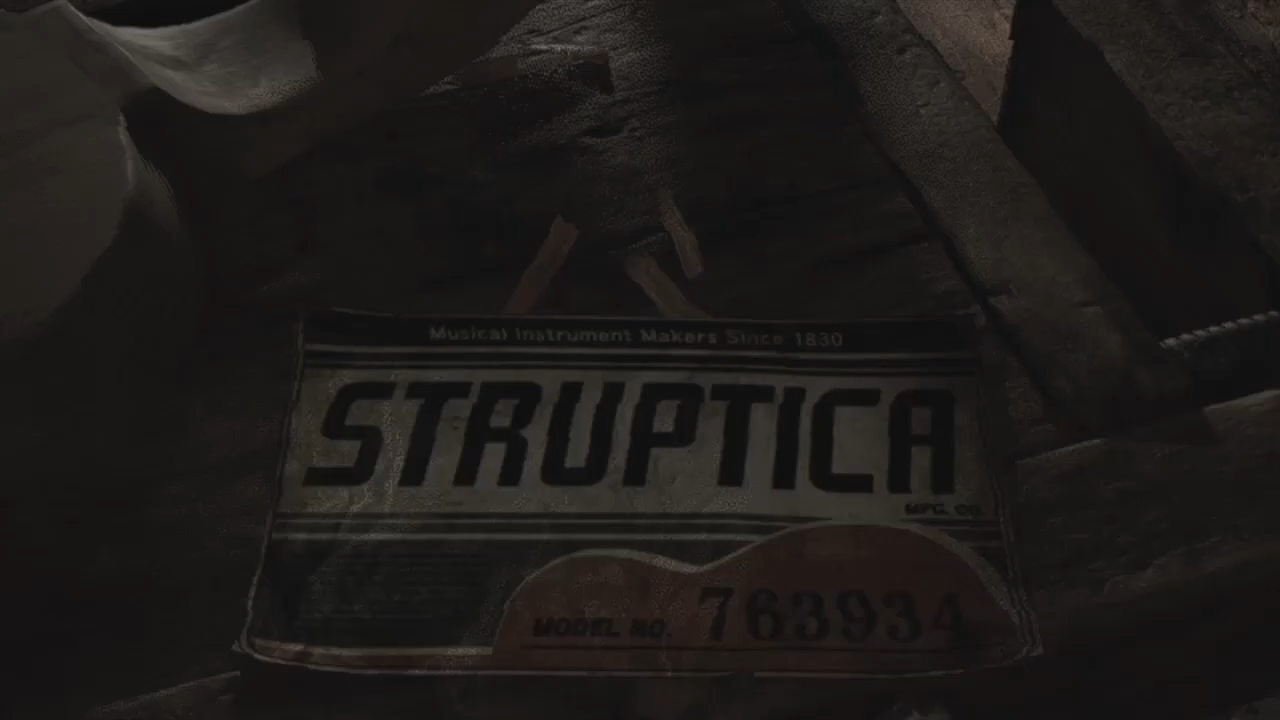 Musical Instrument Makers Since 1830
STRUPTICA
MFG. CO.
MODEL NO. 763934